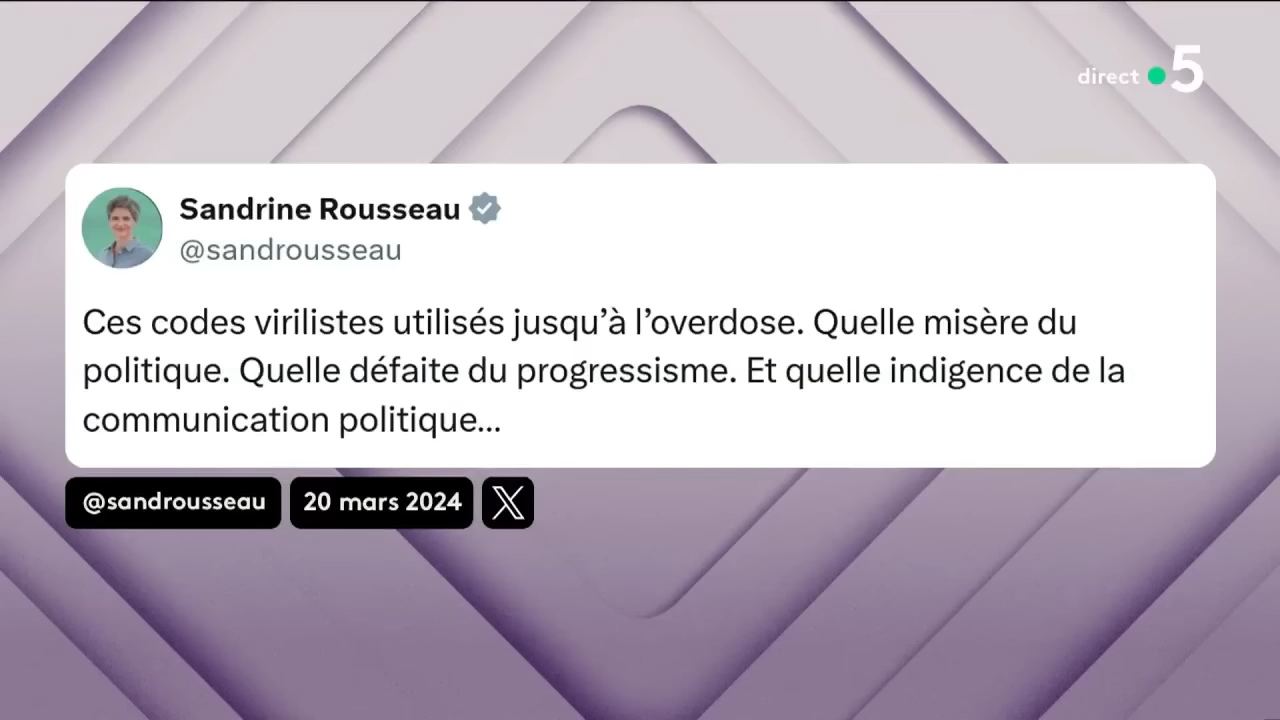 direct 5
Sandrine Rousseau
@sandrousseau
Ces codes virilistes utilisés jusqu’à l’overdose. Quelle misère du
politique. Quelle défaite du progressisme. Et quelle indigence de la
communication politique...
@sandrousseau 20 mars 2024 X